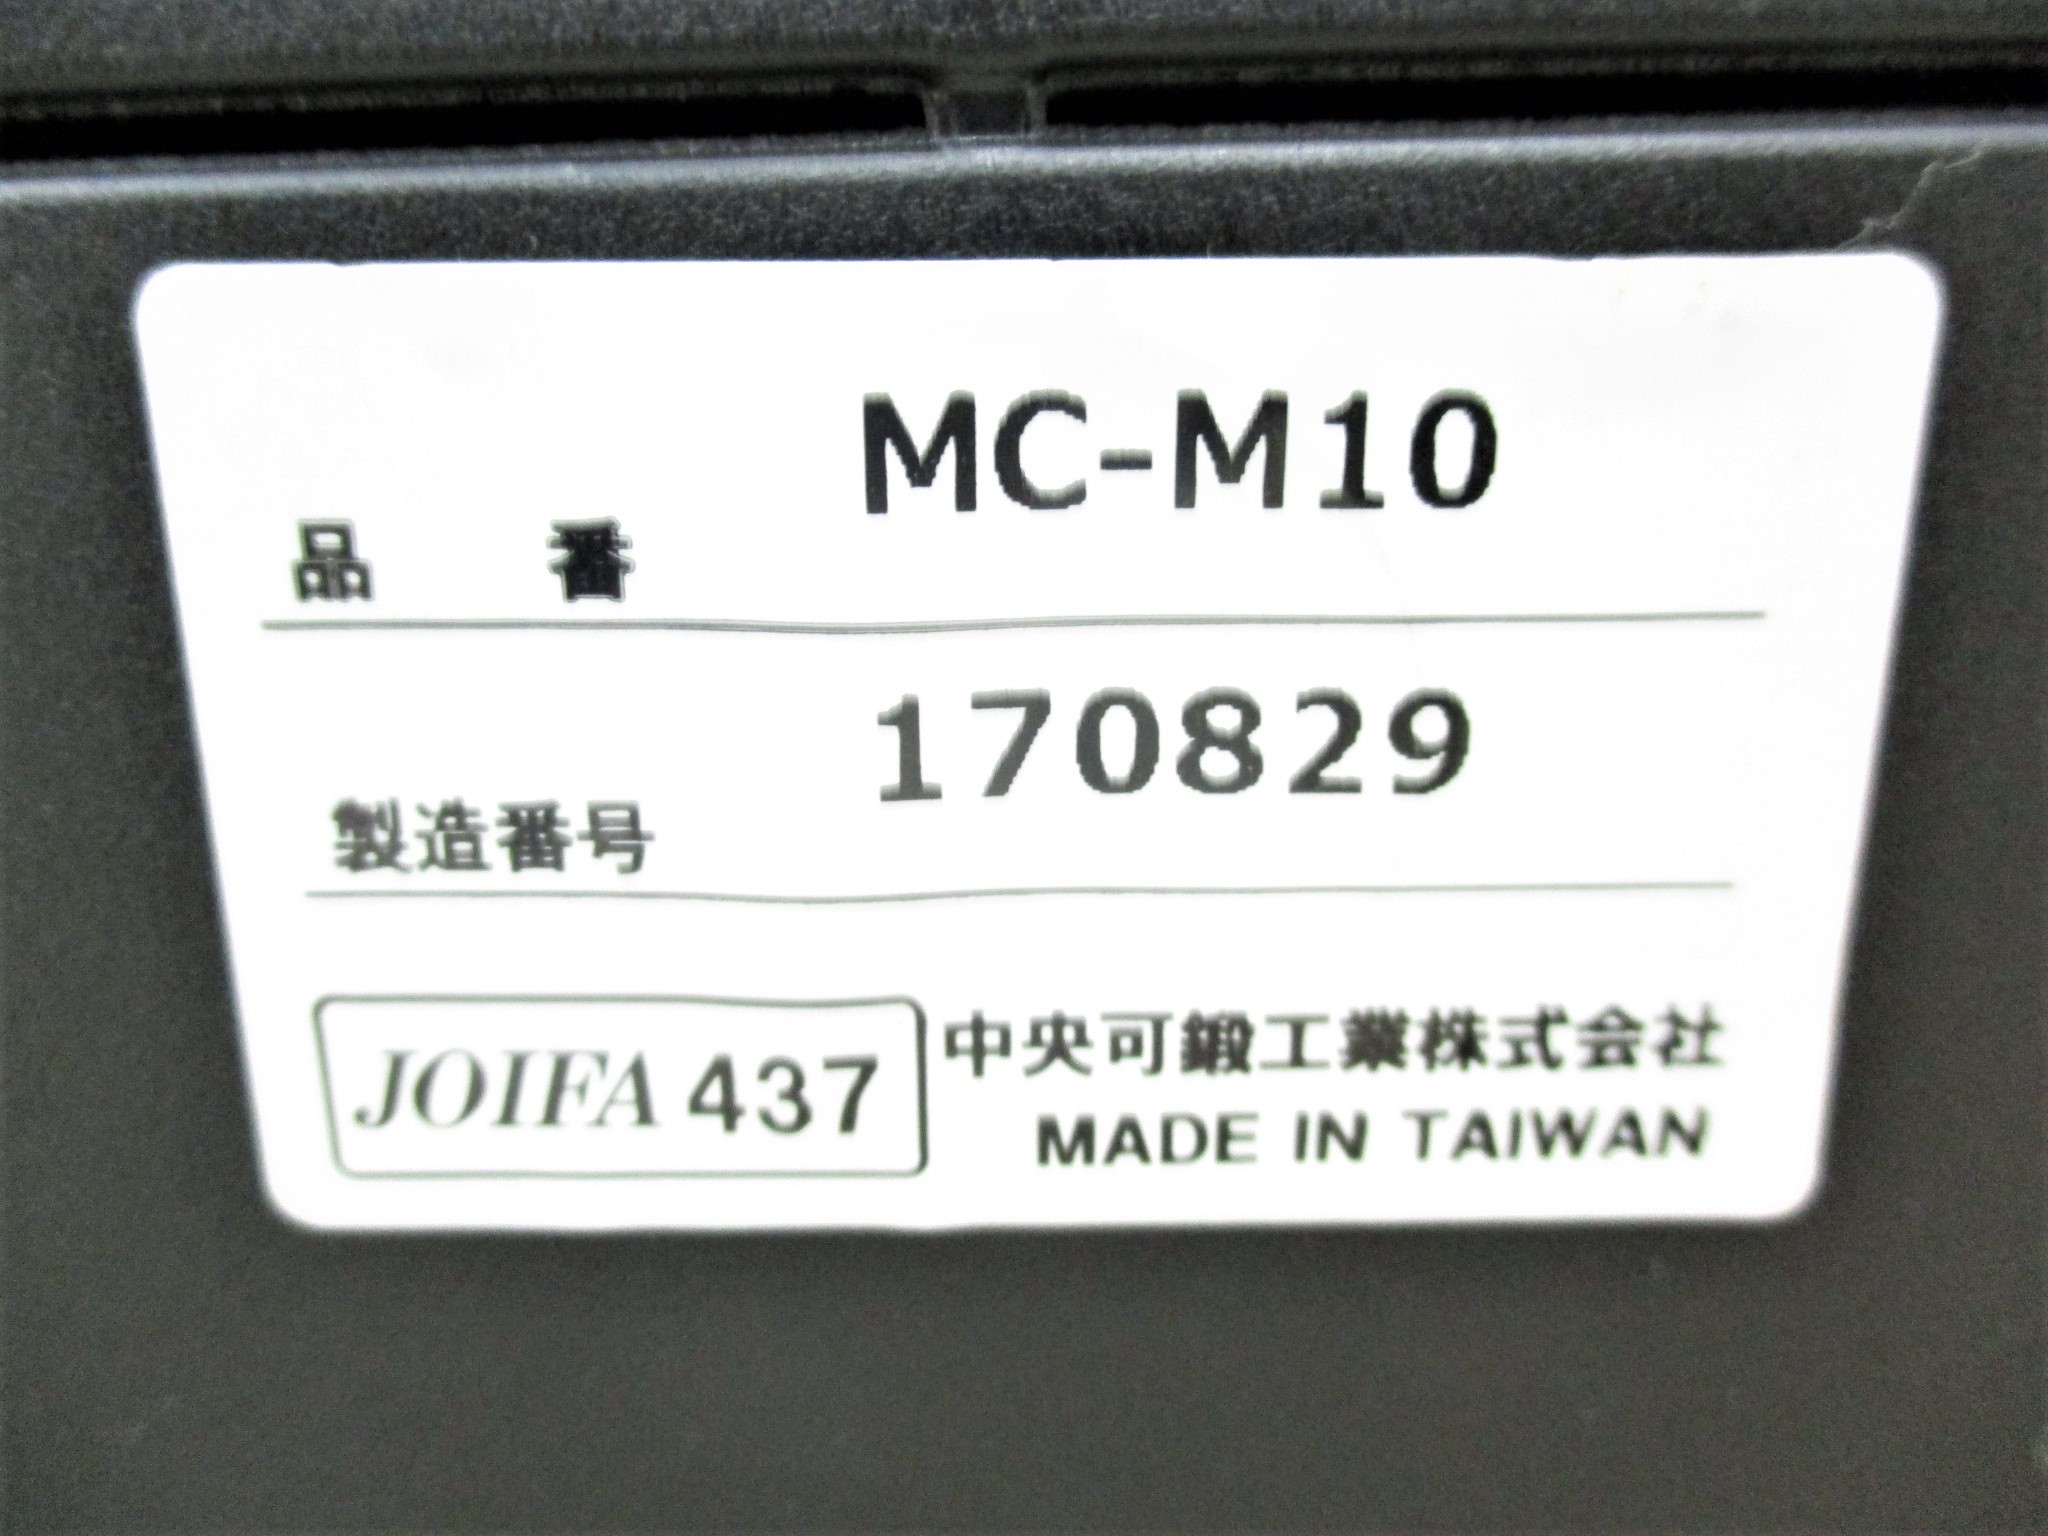 品番 MC-M10
製造番号 170829
JOIFA 437
中央可鍛工業株式会社
MADE IN TAIWAN